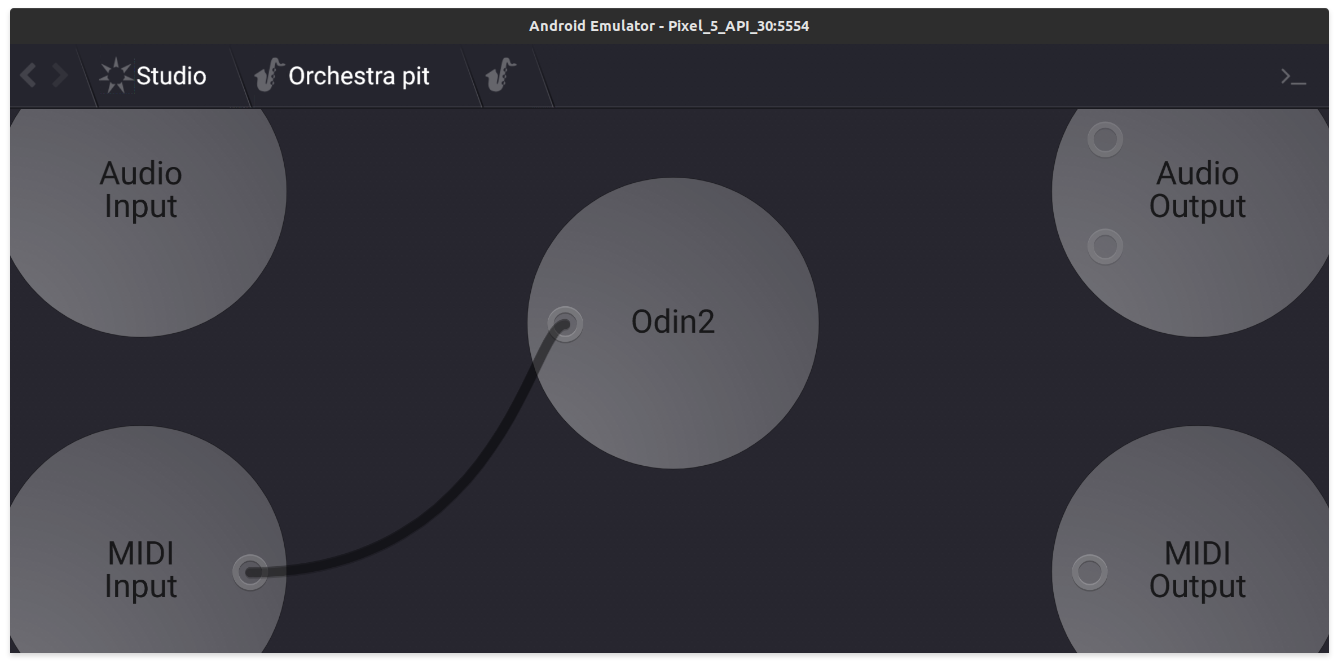 Android Emulator - Pixel_5_API_30:5554
Studio
Orchestra pit
>_
Audio
Input
Odin2
Audio
Output
MIDI
Input
MIDI
Output